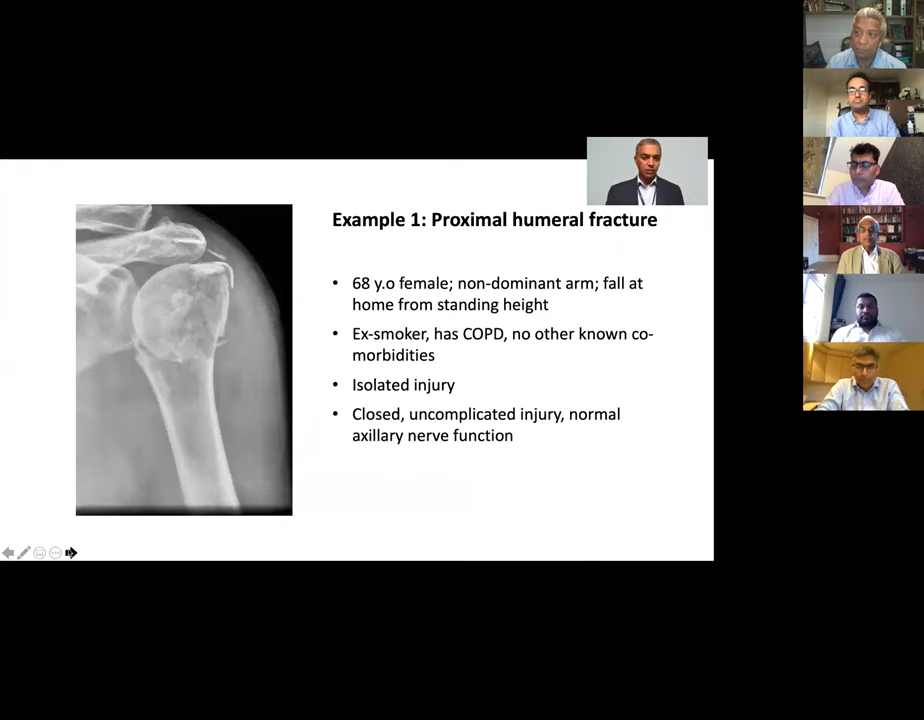 Example 1: Proximal humeral fracture
• 68 y.o female; non-dominant arm; fall at
home from standing height
• Ex-smoker, has COPD, no other known co-
morbidities
• Isolated injury
• Closed, uncomplicated injury, normal
axillary nerve function